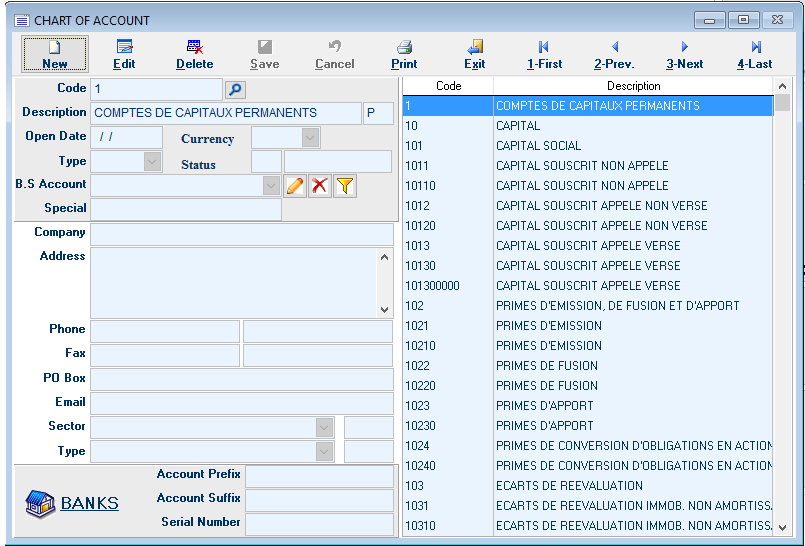 CHART OF ACCOUNT
New Edit Delete Save Cancel Print Exit 1-First 2-Prev. 3-Next 4-Last
Code 1
Description COMPTES DE CAPITAUX PERMANENTS P
Open Date / / Currency
Type Status
B.S Account
Special
Company
Address
Phone
Fax
PO Box
Email
Sector
Type
Account Prefix
BANKS Account Suffix
Serial Number
Code Description
1 COMPTES DE CAPITAUX PERMANENTS
10 CAPITAL
101 CAPITAL SOCIAL
1011 CAPITAL SOUSCRIT NON APPELE
10110 CAPITAL SOUSCRIT NON APPELE
1012 CAPITAL SOUSCRIT APPELE NON VERSE
10120 CAPITAL SOUSCRIT APPELE NON VERSE
1013 CAPITAL SOUSCRIT APPELE VERSE
10130 CAPITAL SOUSCRIT APPELE VERSE
101300000 CAPITAL SOUSCRIT APPELE VERSE
102 PRIMES D'EMISSION, DE FUSION ET D'APPORT
1021 PRIMES D'EMISSION
10210 PRIMES D'EMISSION
1022 PRIMES DE FUSION
10220 PRIMES DE FUSION
1023 PRIMES D'APPORT
10230 PRIMES D'APPORT
1024 PRIMES DE CONVERSION D'OBLIGATIONS EN ACTION
10240 PRIMES DE CONVERSION D'OBLIGATIONS EN ACTION
103 ECARTS DE REEVALUATION
1031 ECARTS DE REEVALUATION IMMOB. NON AMORTISS.
10310 ECARTS DE REEVALUATION IMMOB. NON AMORTISS.